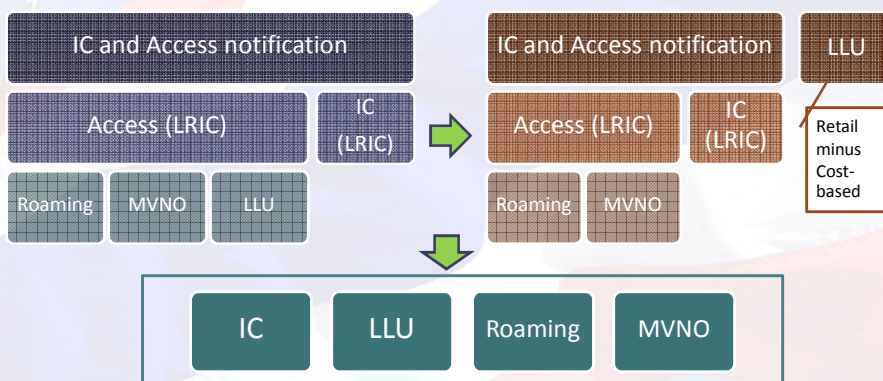 IC and Access notification
Access (LRIC)
IC
(LRIC)
Roaming
MVNO
LLU
IC and Access notification
LLU
Access (LRIC)
IC
(LRIC)
Retail
minus
Cost-
based
Roaming
MVNO
IC
LLU
Roaming
MVNO